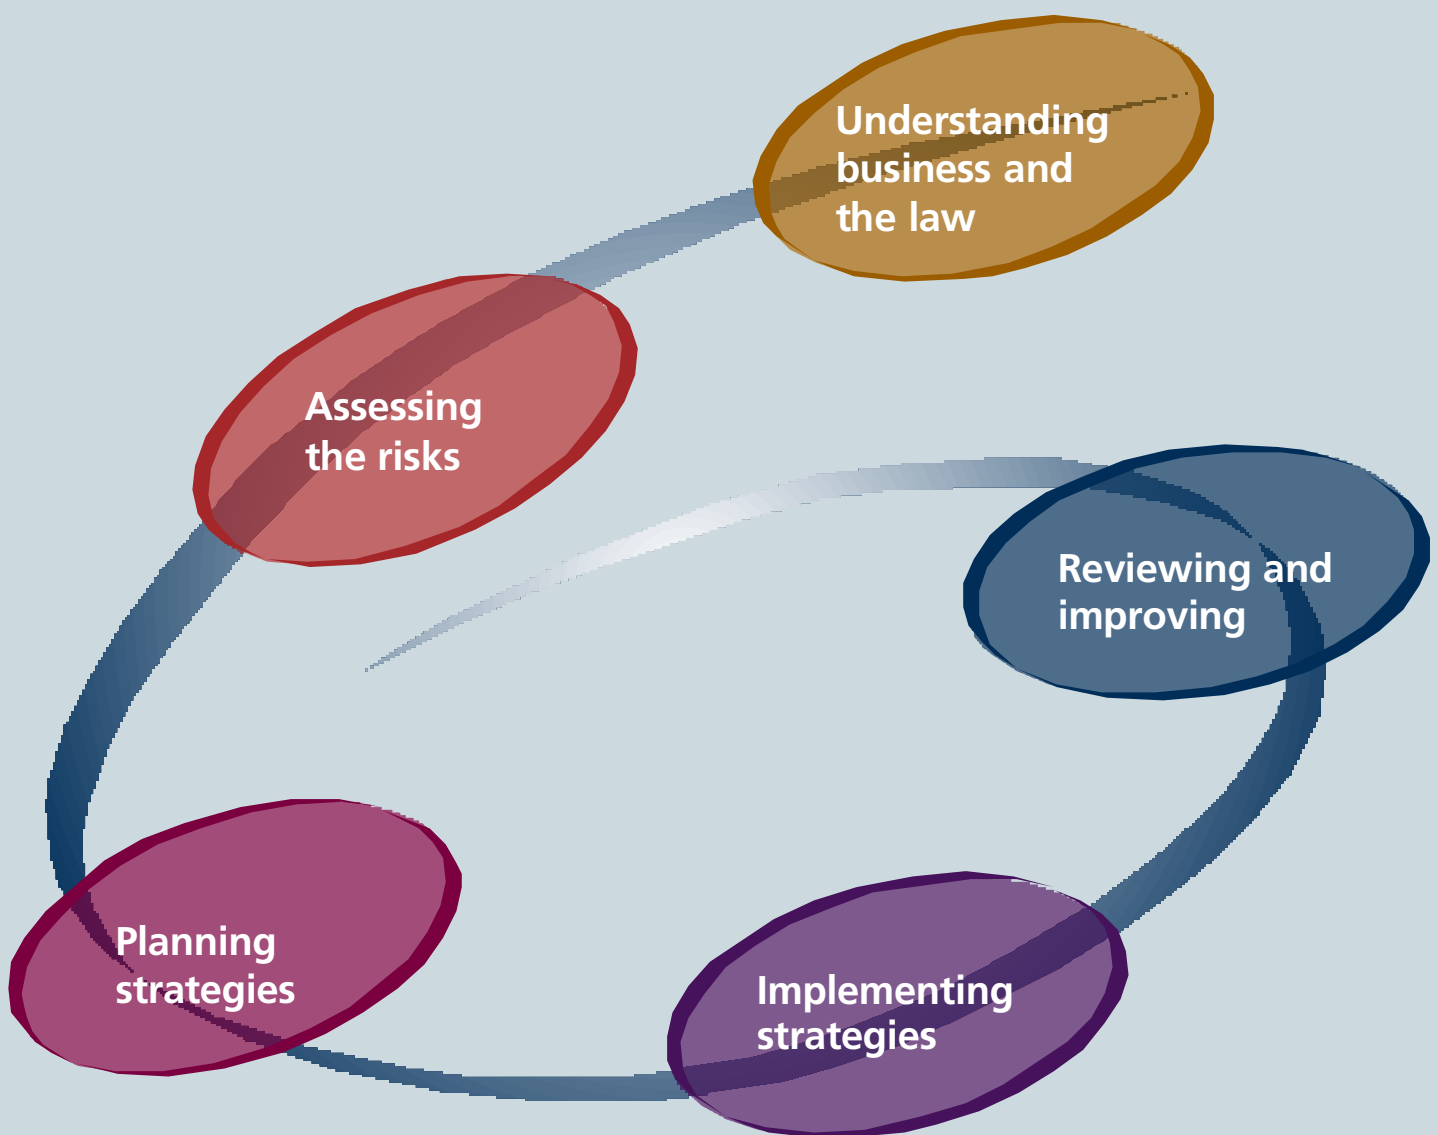 Understanding
business and
the law
Assessing
the risks
Reviewing and
improving
Planning
strategies
Implementing
strategies